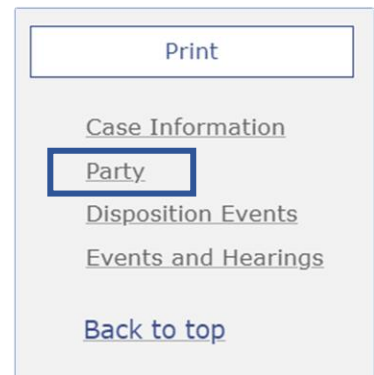 Print
Case Information
Party
Disposition Events
Events and Hearings
Back to top